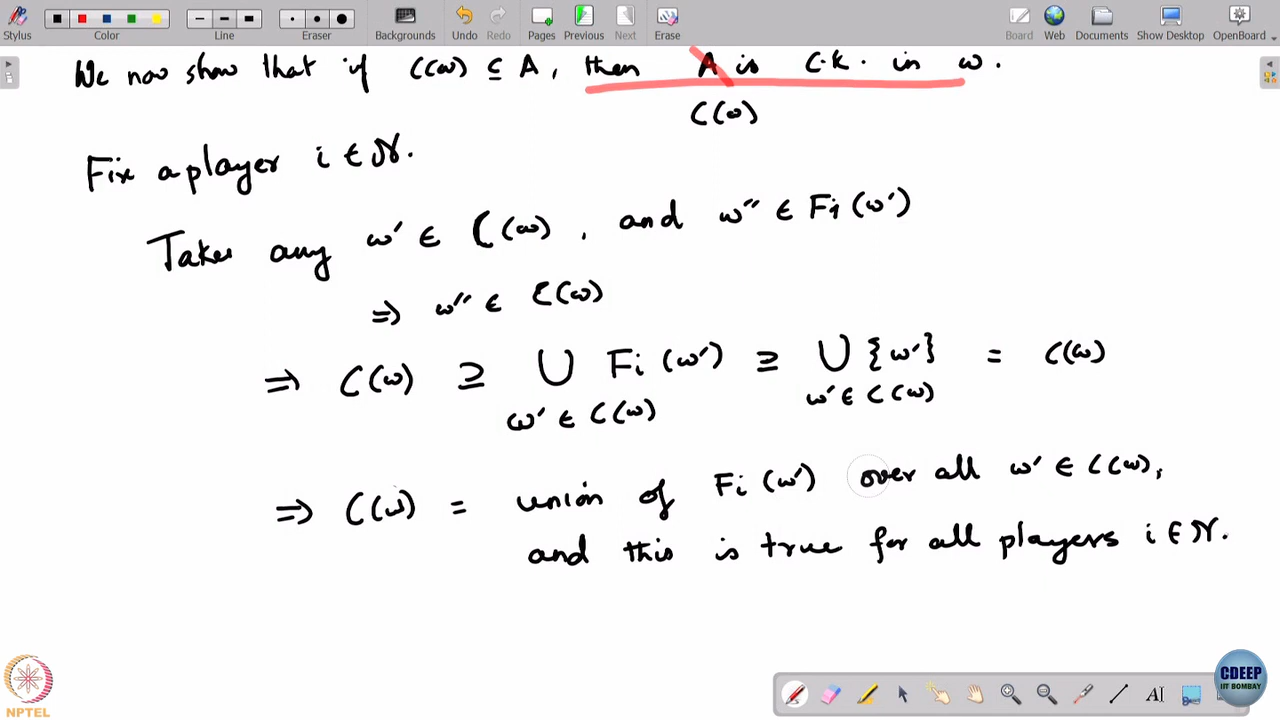 Stylus
Color
Line
Eraser
Backgrounds
Undo
Redo
Pages
Previous
Next
Erase
Board
Web
Documents
Show Desktop
OpenBoard
We now show that if C(ω) ⊆ A, then A is C.K. in ω.
C(ω)
Fix a player i ∈ N.
Takes any ω' ∈ C(ω), and ω'' ∈ Fi(ω')
⇒ ω'' ∈ C(ω)
⇒ C(ω) ⊇ ∪ Fi(ω') ⊇ ∪ {ω'} = C(ω)
ω' ∈ C(ω) ω' ∈ C(ω)
⇒ C(ω) = union of Fi(ω') over all ω' ∈ C(ω),
and this is true for all players i ∈ N.
NPTEL
CDEEP
IIT BOMBAY